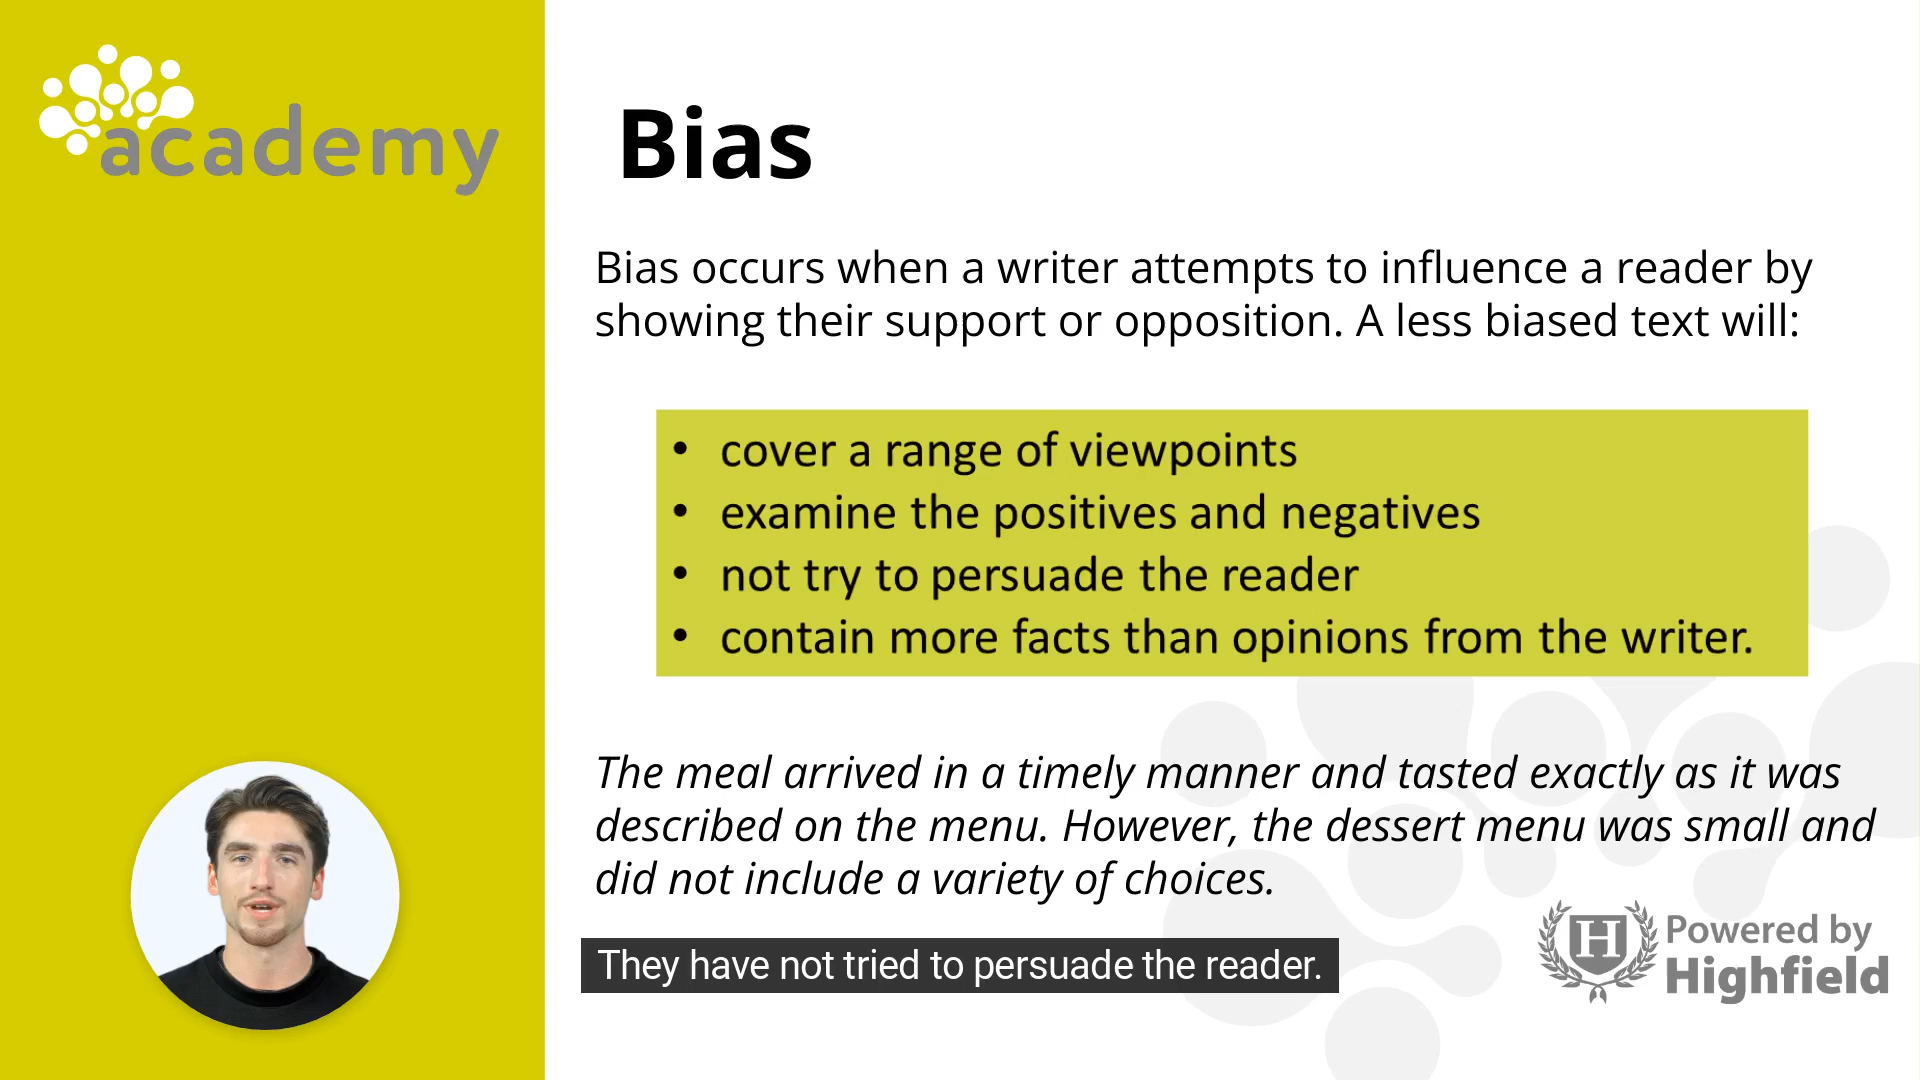 academy
Bias
Bias occurs when a writer attempts to influence a reader by
showing their support or opposition. A less biased text will:
• cover a range of viewpoints
• examine the positives and negatives
• not try to persuade the reader
• contain more facts than opinions from the writer.
The meal arrived in a timely manner and tasted exactly as it was
described on the menu. However, the dessert menu was small and
did not include a variety of choices.
They have not tried to persuade the reader.
H
Powered by
Highfield